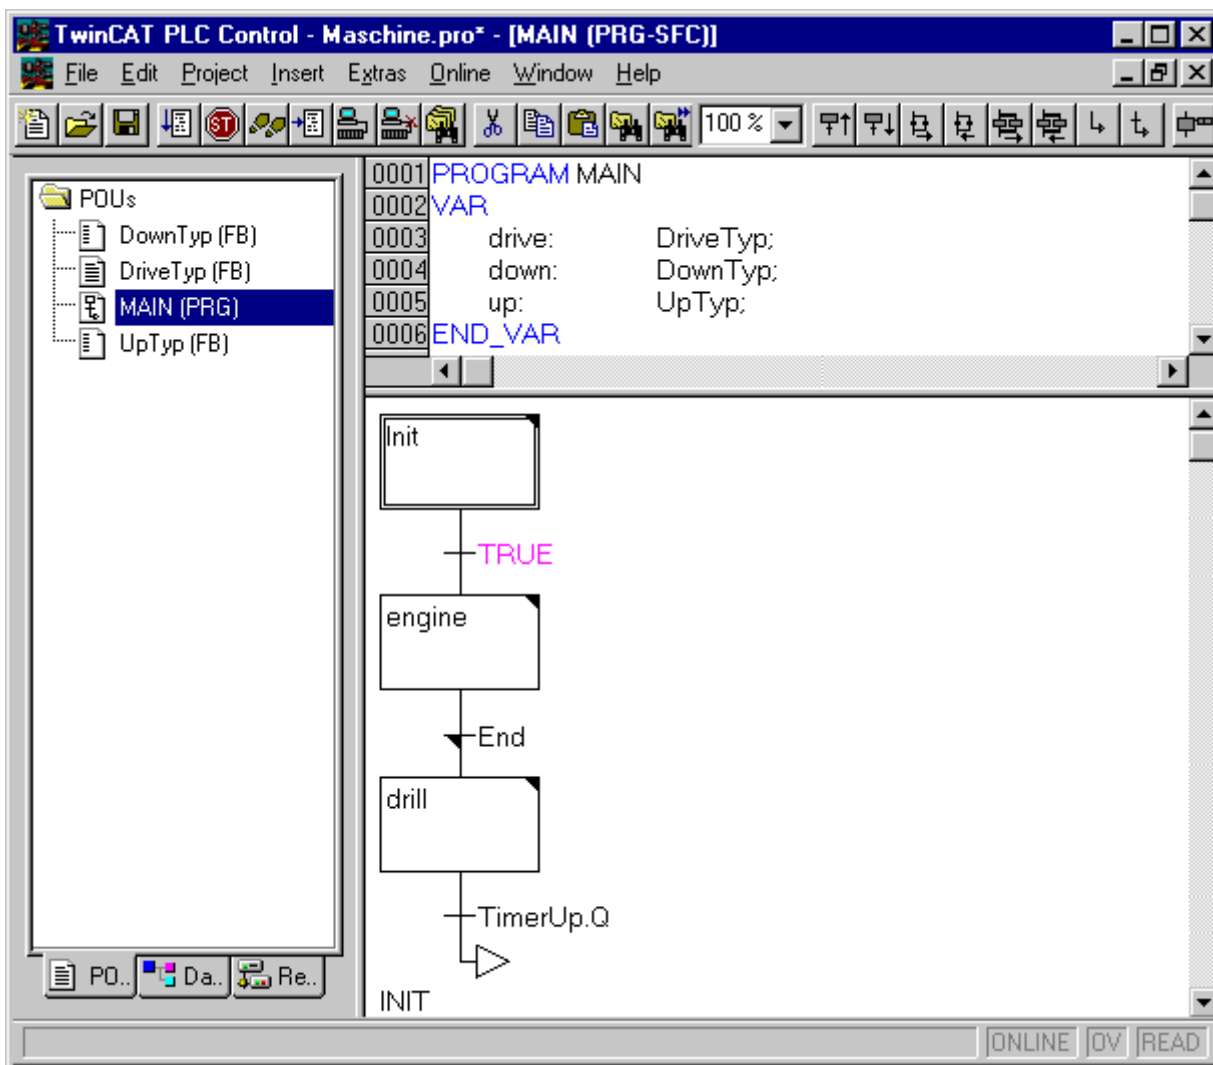 TwinCAT PLC Control - Maschine.pro* - [MAIN (PRG-SFC)]
File Edit Project Insert Extras Online Window Help
ST 100 %
POUs
DownTyp (FB)
DriveTyp (FB)
MAIN (PRG)
UpTyp (FB)
PO.. Da.. Re..
0001 PROGRAM MAIN
0002 VAR
0003 drive: DriveTyp;
0004 down: DownTyp;
0005 up: UpTyp;
0006 END_VAR
Init
TRUE
engine
End
drill
TimerUp.Q
INIT
ONLINE OV READ